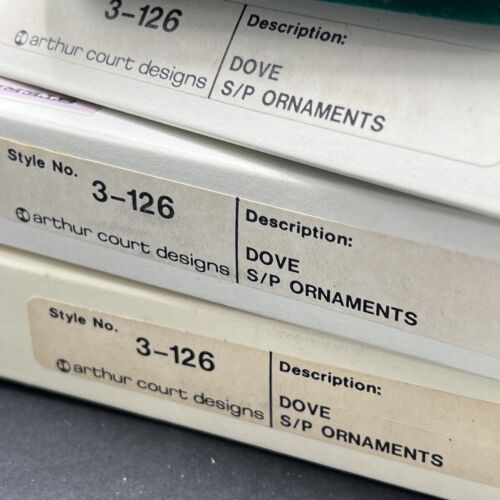 3-126
arthur court designs
Description:
DOVE
S/P ORNAMENTS
Style No.
3-126
arthur court designs
Description:
DOVE
S/P ORNAMENTS
Style No.
3-126
arthur court designs
Description:
DOVE
S/P ORNAMENTS